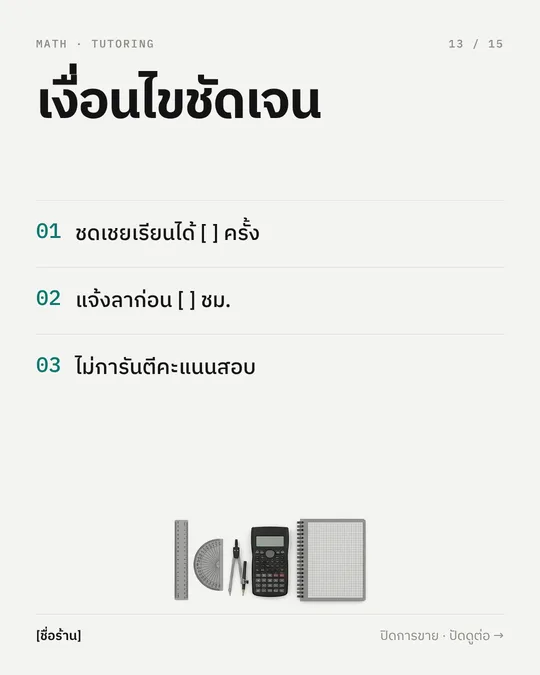 MATH · TUTORING
13 / 15
เงื่อนไขชัดเจน
01 ชดเชยเรียนได้ [ ] ครั้ง
02 แจ้งลาก่อน [ ] ชม.
03 ไม่การันตีคะแนนสอบ
[ชื่อร้าน]
ปิดการขาย · ปัดดูต่อ →